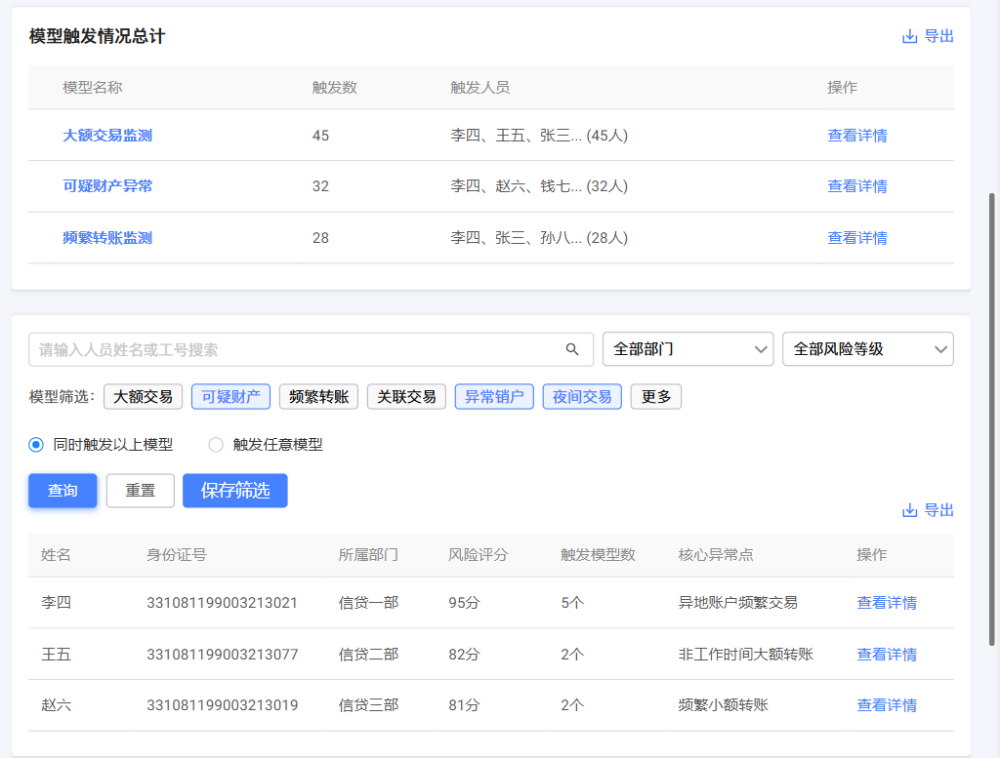 模型触发情况总计 导出
模型名称 触发数 触发人员 操作
大额交易监测 45 李四、王五、张三... (45人) 查看详情
可疑财产异常 32 李四、赵六、钱七... (32人) 查看详情
频繁转账监测 28 李四、张三、孙八... (28人) 查看详情
请输入人员姓名或工号搜索 全部部门 全部风险等级
模型筛选： 大额交易 可疑财产 频繁转账 关联交易 异常销户 夜间交易 更多
同时触发以上模型 触发任意模型
查询 重置 保存筛选
导出
姓名 身份证号 所属部门 风险评分 触发模型数 核心异常点 操作
李四 331081199003213021 信贷一部 95分 5个 异地账户频繁交易 查看详情
王五 331081199003213077 信贷二部 82分 2个 非工作时间大额转账 查看详情
赵六 331081199003213019 信贷三部 81分 2个 频繁小额转账 查看详情